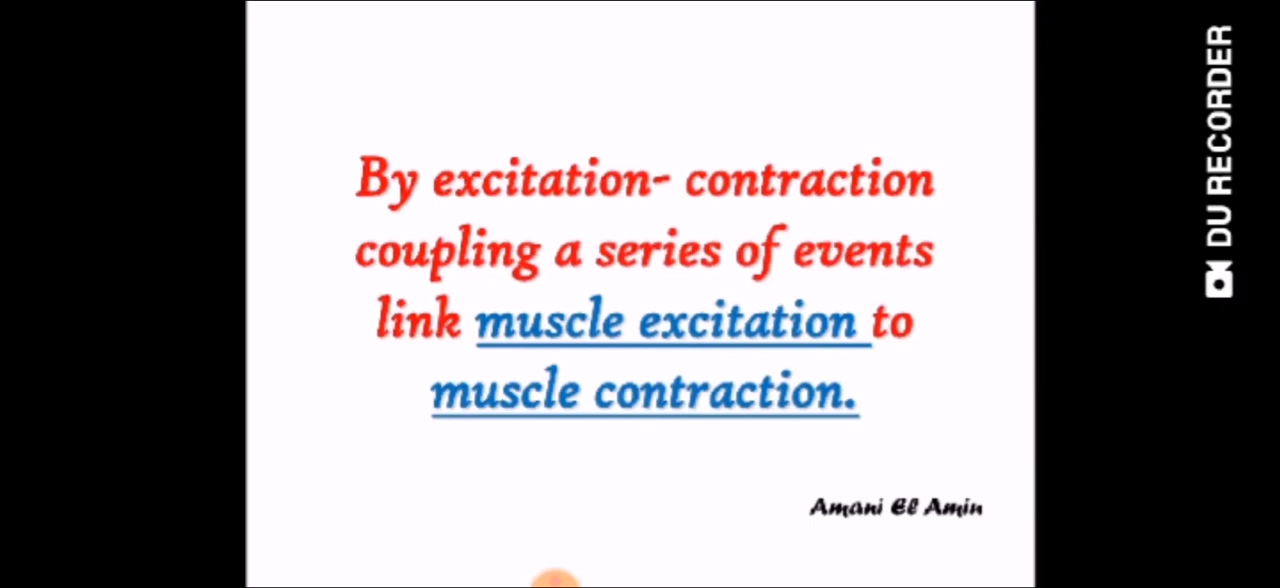 By excitation- contraction
coupling a series of events
link muscle excitation to
muscle contraction.
Amani El Amin
DU RECORDER